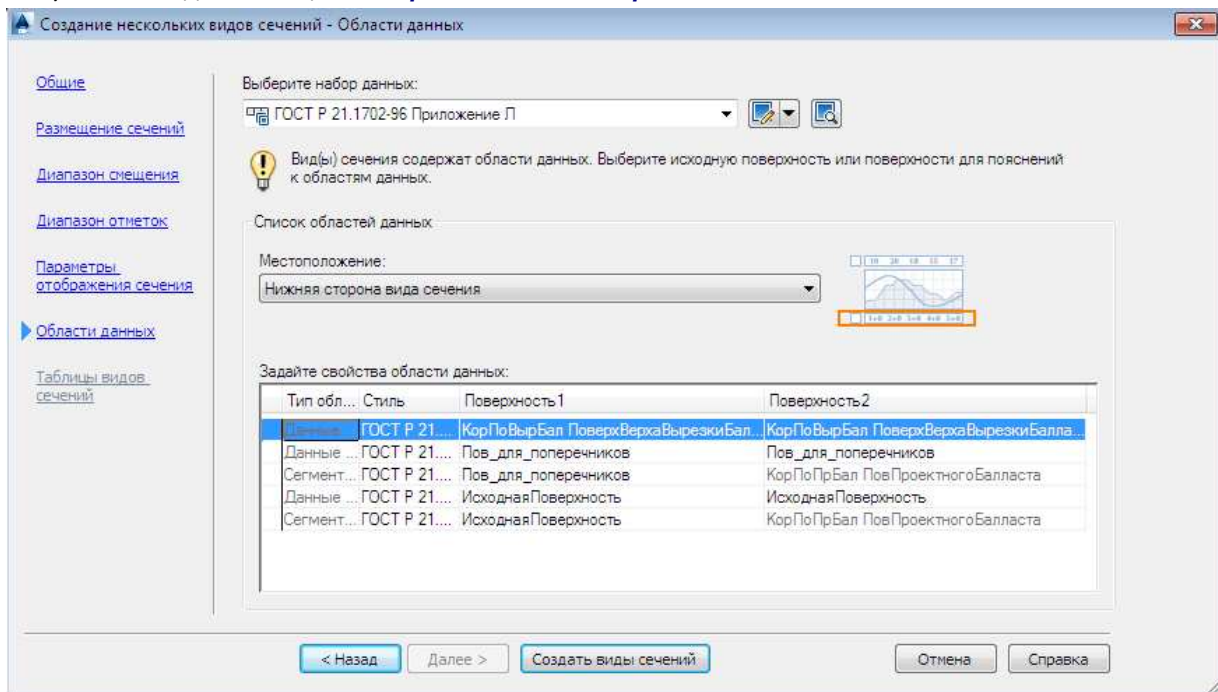 Создание нескольких видов сечений - Области данных
Общие
Размещение сечений
Диапазон смещения
Диапазон отметок
Параметры
отображения сечения
Области данных
Таблицы видов
сечений
Выберите набор данных:
ГОСТ Р 21.1702-96 Приложение Л
Вид(ы) сечения содержат области данных. Выберите исходную поверхность или поверхности для пояснений
к областям данных.
Список областей данных
Местоположение:
Нижняя сторона вида сечения
Задайте свойства области данных:
Тип обл... Стиль Поверхность1 Поверхность2
Данные ... ГОСТ Р 21.... КорПоВырБал ПоверхВерхаВырезкиБал... КорПоВырБал ПоверхВерхаВырезкиБалла...
Данные ... ГОСТ Р 21.... Пов_для_поперечников Пов_для_поперечников
Сегмент... ГОСТ Р 21.... Пов_для_поперечников КорПоПрБал ПовПроектногоБалласта
Данные ... ГОСТ Р 21.... ИсходнаяПоверхность ИсходнаяПоверхность
Сегмент... ГОСТ Р 21.... ИсходнаяПоверхность КорПоПрБал ПовПроектногоБалласта
< Назад Далее > Создать виды сечений Отмена Справка